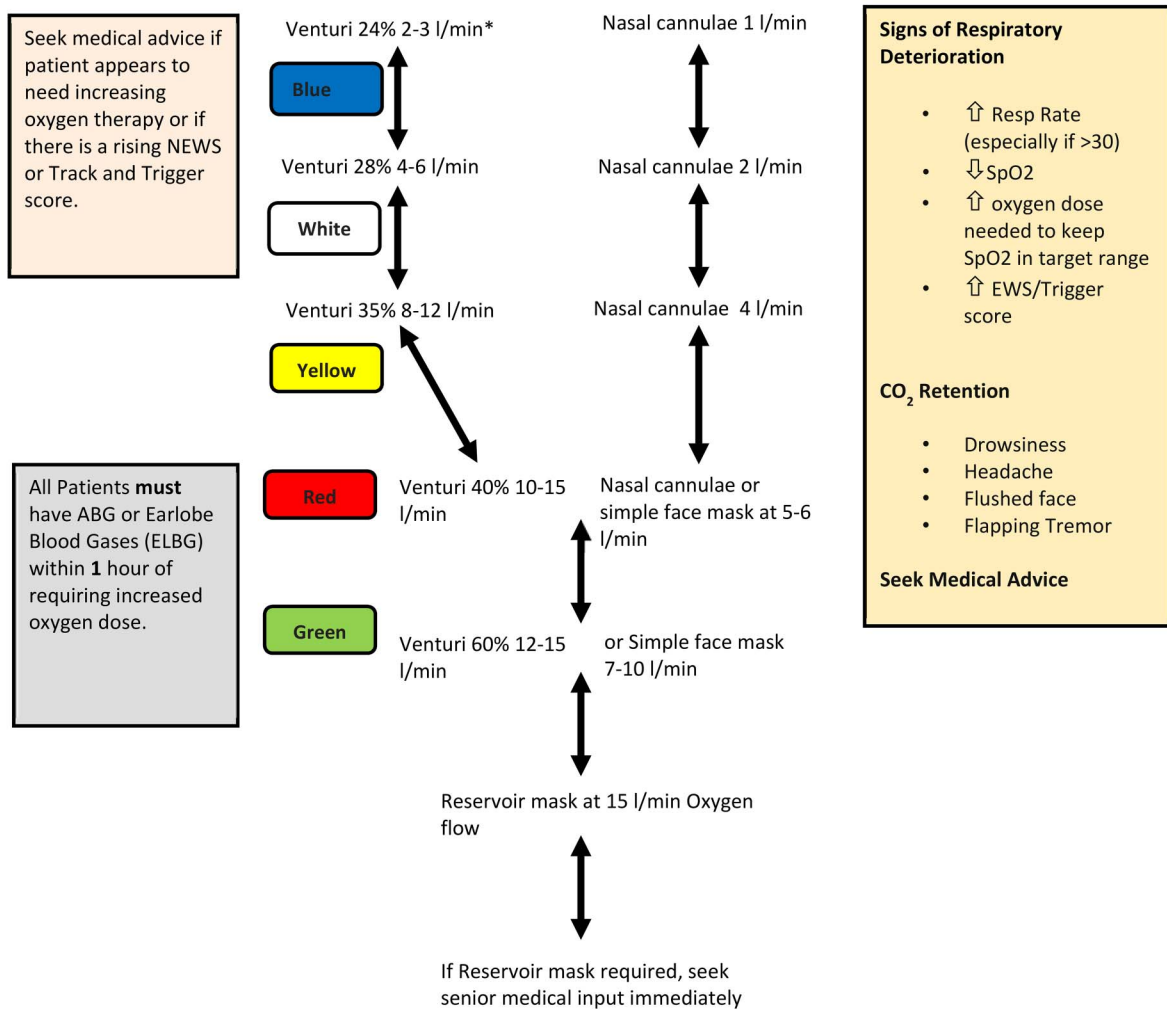 Seek medical advice if
patient appears to
need increasing
oxygen therapy or if
there is a rising NEWS
or Track and Trigger
score.
All Patients must
have ABG or Earlobe
Blood Gases (ELBG)
within 1 hour of
requiring increased
oxygen dose.
Venturi 24% 2-3 l/min*
Blue
Venturi 28% 4-6 l/min
White
Venturi 35% 8-12 l/min
Yellow
Red
Venturi 40% 10-15
l/min
Green
Venturi 60% 12-15
l/min
Nasal cannulae 1 l/min
Nasal cannulae 2 l/min
Nasal cannulae  4 l/min
Nasal cannulae or
simple face mask at 5-6
l/min
or Simple face mask
7-10 l/min
Reservoir mask at 15 l/min Oxygen
flow
If Reservoir mask required, seek
senior medical input immediately
Signs of Respiratory
Deterioration
• ⇧ Resp Rate
(especially if >30)
• ⇩ SpO2
• ⇧ oxygen dose
needed to keep
SpO2 in target range
• ⇧ EWS/Trigger
score
CO₂ Retention
• Drowsiness
• Headache
• Flushed face
• Flapping Tremor
Seek Medical Advice